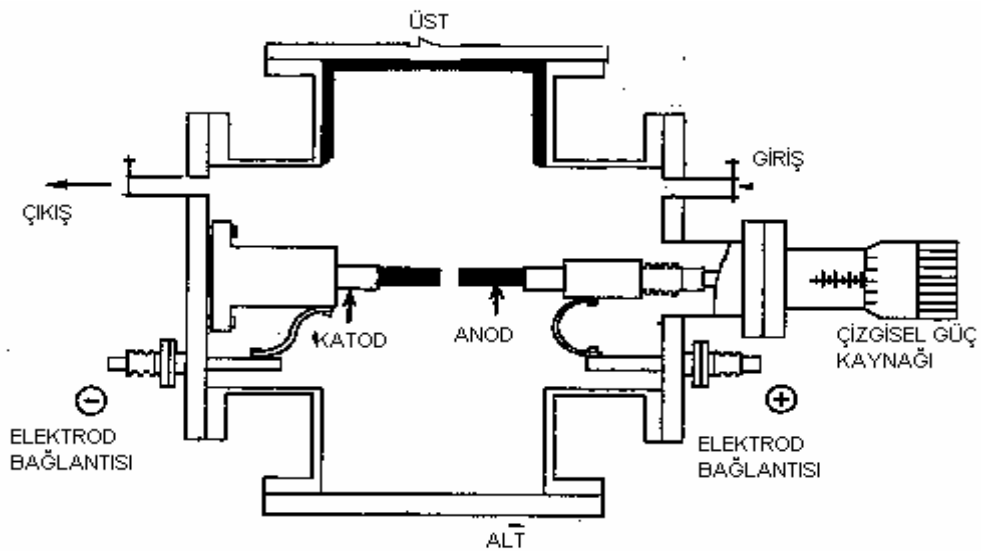 ÜST
GİRİŞ
ÇIKIŞ
KATOD
ANOD
ÇİZGİSEL GÜÇ
KAYNAĞI
−
+
ELEKTROD
BAĞLANTISI
ELEKTROD
BAĞLANTISI
ALT